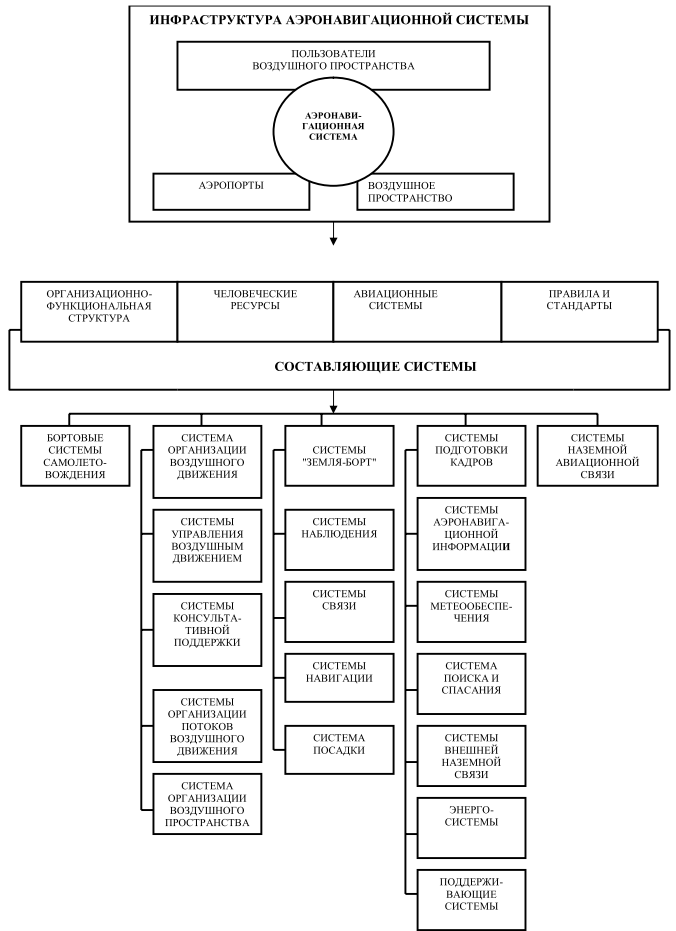 ИНФРАСТРУКТУРА АЭРОНАВИГАЦИОННОЙ СИСТЕМЫ
ПОЛЬЗОВАТЕЛИ
ВОЗДУШНОГО ПРОСТРАНСТВА
АЭРОНАВИ-
ГАЦИОННАЯ
СИСТЕМА
АЭРОПОРТЫ
ВОЗДУШНОЕ
ПРОСТРАНСТВО
ОРГАНИЗАЦИОННО-
ФУНКЦИОНАЛЬНАЯ
СТРУКТУРА
ЧЕЛОВЕЧЕСКИЕ
РЕСУРСЫ
АВИАЦИОННЫЕ
СИСТЕМЫ
ПРАВИЛА И
СТАНДАРТЫ
СОСТАВЛЯЮЩИЕ СИСТЕМЫ
БОРТОВЫЕ
СИСТЕМЫ
САМОЛЕТО-
ВОЖДЕНИЯ
СИСТЕМА
ОРГАНИЗАЦИИ
ВОЗДУШНОГО
ДВИЖЕНИЯ
СИСТЕМЫ
УПРАВЛЕНИЯ
ВОЗДУШНЫМ
ДВИЖЕНИЕМ
СИСТЕМЫ
КОНСУЛЬТА-
ТИВНОЙ
ПОДДЕРЖКИ
СИСТЕМЫ
ОРГАНИЗАЦИИ
ПОТОКОВ
ВОЗДУШНОГО
ДВИЖЕНИЯ
СИСТЕМА
ОРГАНИЗАЦИИ
ВОЗДУШНОГО
ПРОСТРАНСТВА
СИСТЕМЫ
"ЗЕМЛЯ-БОРТ"
СИСТЕМЫ
НАБЛЮДЕНИЯ
СИСТЕМЫ
СВЯЗИ
СИСТЕМЫ
НАВИГАЦИИ
СИСТЕМА
ПОСАДКИ
СИСТЕМЫ
ПОДГОТОВКИ
КАДРОВ
СИСТЕМЫ
АЭРОНАВИГА-
ЦИОННОЙ
ИНФОРМАЦИИ
СИСТЕМЫ
МЕТЕООБЕСПЕ-
ЧЕНИЯ
СИСТЕМА
ПОИСКА И
СПАСАНИЯ
СИСТЕМЫ
ВНЕШНЕЙ
НАЗЕМНОЙ
СВЯЗИ
ЭНЕРГО-
СИСТЕМЫ
ПОДДЕРЖИ-
ВАЮЩИЕ
СИСТЕМЫ
СИСТЕМЫ
НАЗЕМНОЙ
АВИАЦИОННОЙ
СВЯЗИ